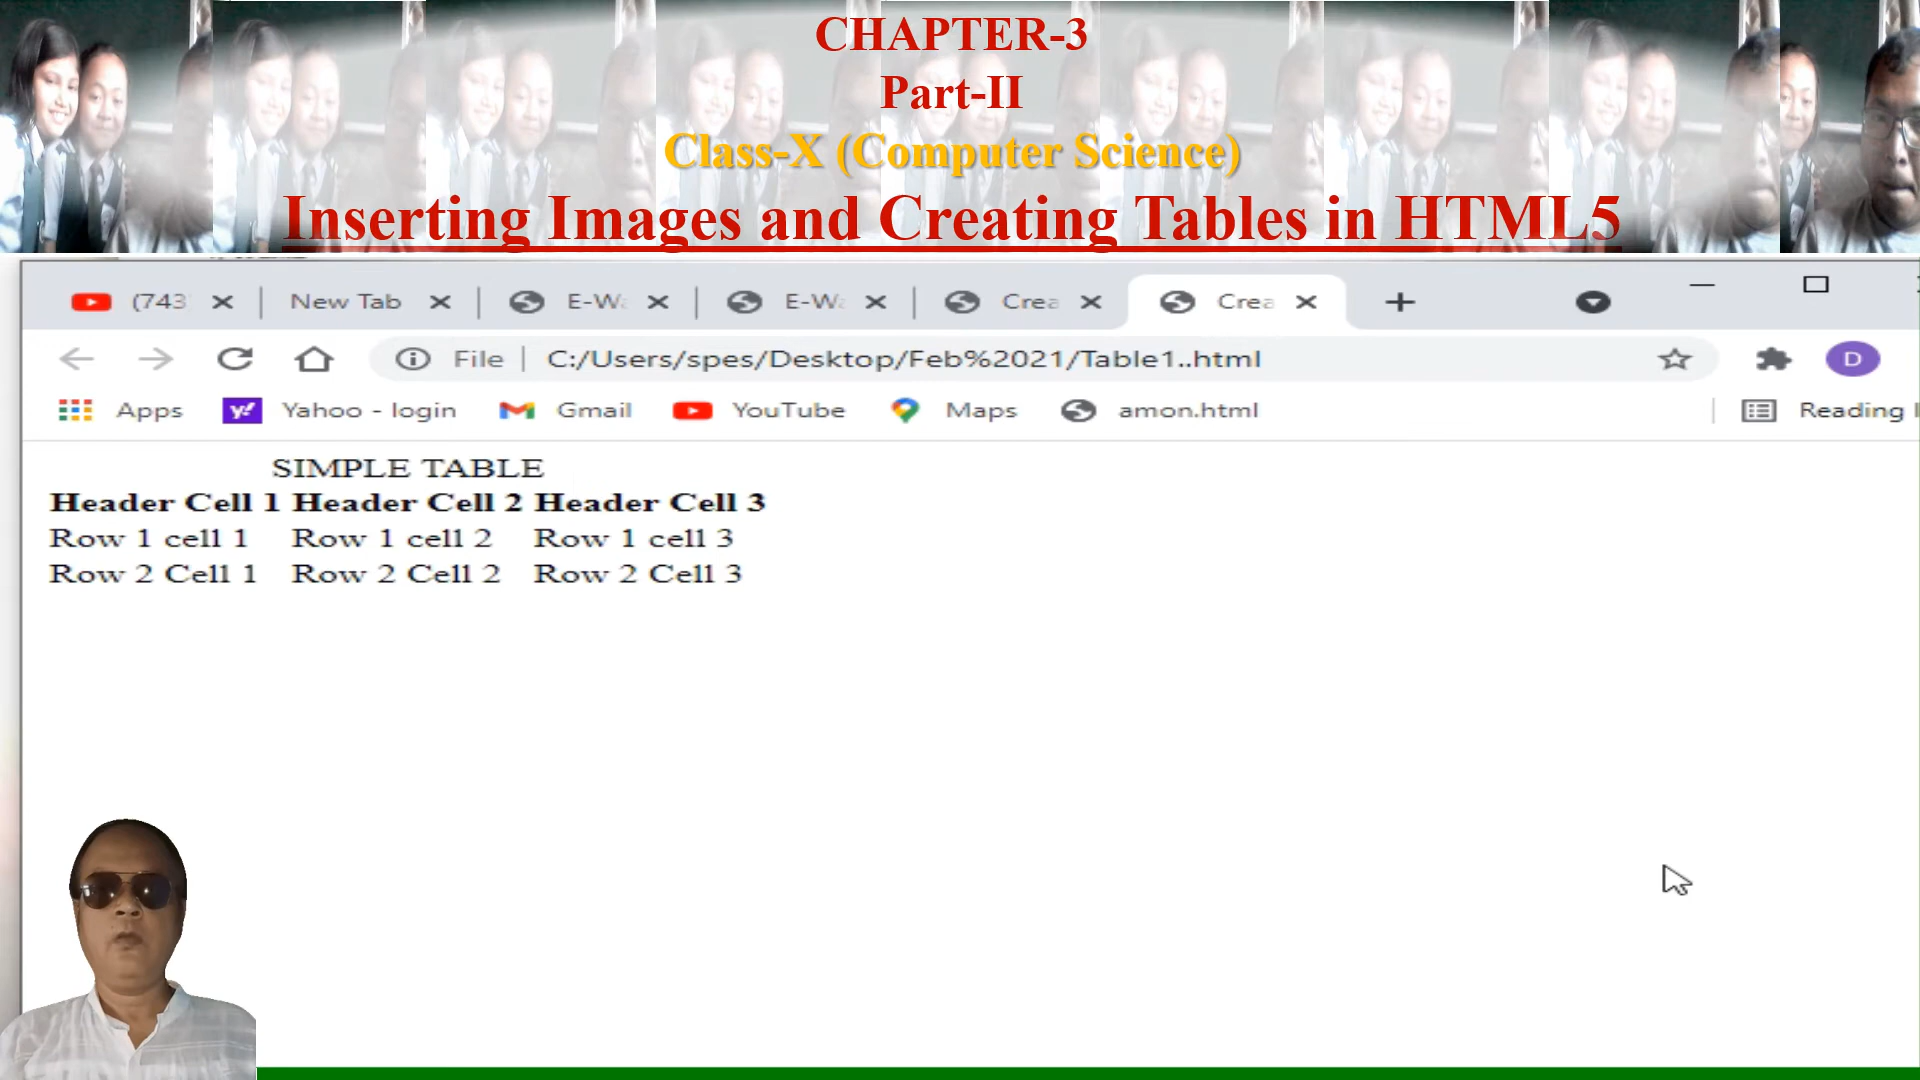 CHAPTER-3
Part-II
Class-X (Computer Science)
Inserting Images and Creating Tables in HTML5
(743 New Tab E-Wa E-Wa Crea Crea
File C:/Users/spes/Desktop/Feb%2021/Table1..html D
Apps y! Yahoo - login Gmail YouTube Maps amon.html Reading
SIMPLE TABLE
Header Cell 1 Header Cell 2 Header Cell 3
Row 1 cell 1 Row 1 cell 2 Row 1 cell 3
Row 2 Cell 1 Row 2 Cell 2 Row 2 Cell 3